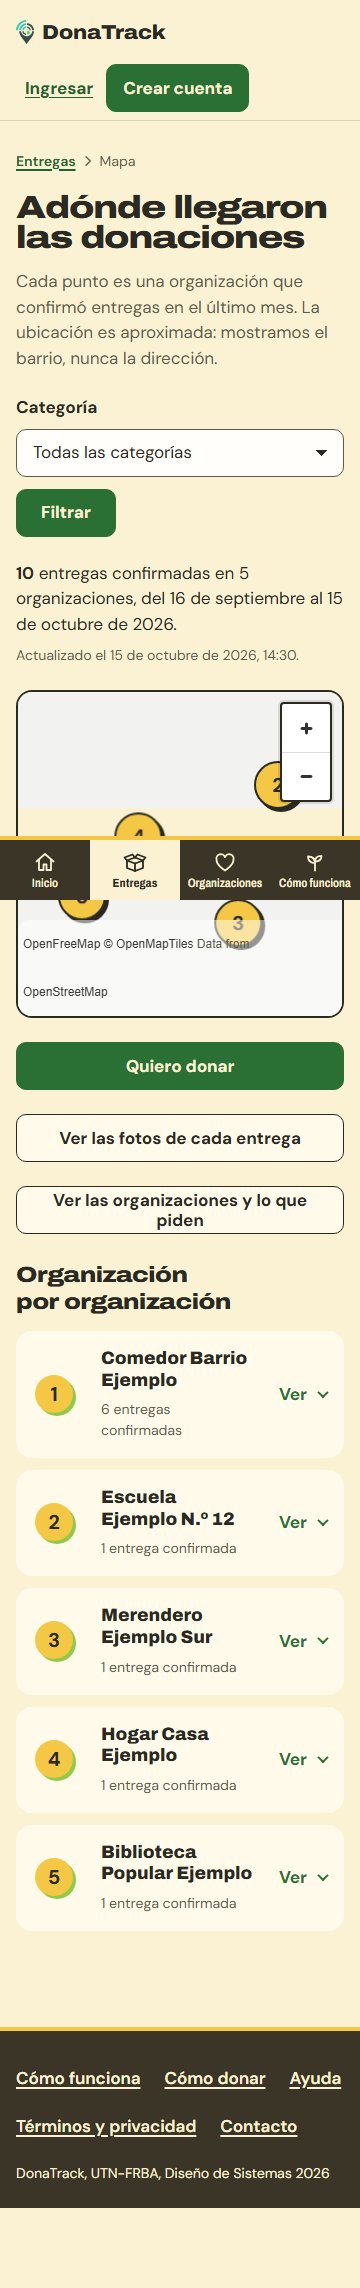 DonaTrack
Ingresar
Crear cuenta
Entregas
Mapa
Adónde llegaron
las donaciones
Cada punto es una organización que
confirmó entregas en el último mes. La
ubicación es aproximada: mostramos el
barrio, nunca la dirección.
Categoría
Todas las categorías
Filtrar
10 entregas confirmadas en 5
organizaciones, del 16 de septiembre al 15
de octubre de 2026.
Actualizado el 15 de octubre de 2026, 14:30.
+
2
−
4
Inicio
Entregas
Organizaciones
Cómo funciona
3
OpenFreeMap © OpenMapTiles Data from
OpenStreetMap
Quiero donar
Ver las fotos de cada entrega
Ver las organizaciones y lo que
piden
Organización
por organización
1
Comedor Barrio
Ejemplo
6 entregas
confirmadas
Ver
2
Escuela
Ejemplo N.º 12
1 entrega confirmada
Ver
3
Merendero
Ejemplo Sur
1 entrega confirmada
Ver
4
Hogar Casa
Ejemplo
1 entrega confirmada
Ver
5
Biblioteca
Popular Ejemplo
1 entrega confirmada
Ver
Cómo funciona
Cómo donar
Ayuda
Términos y privacidad
Contacto
DonaTrack, UTN-FRBA, Diseño de Sistemas 2026